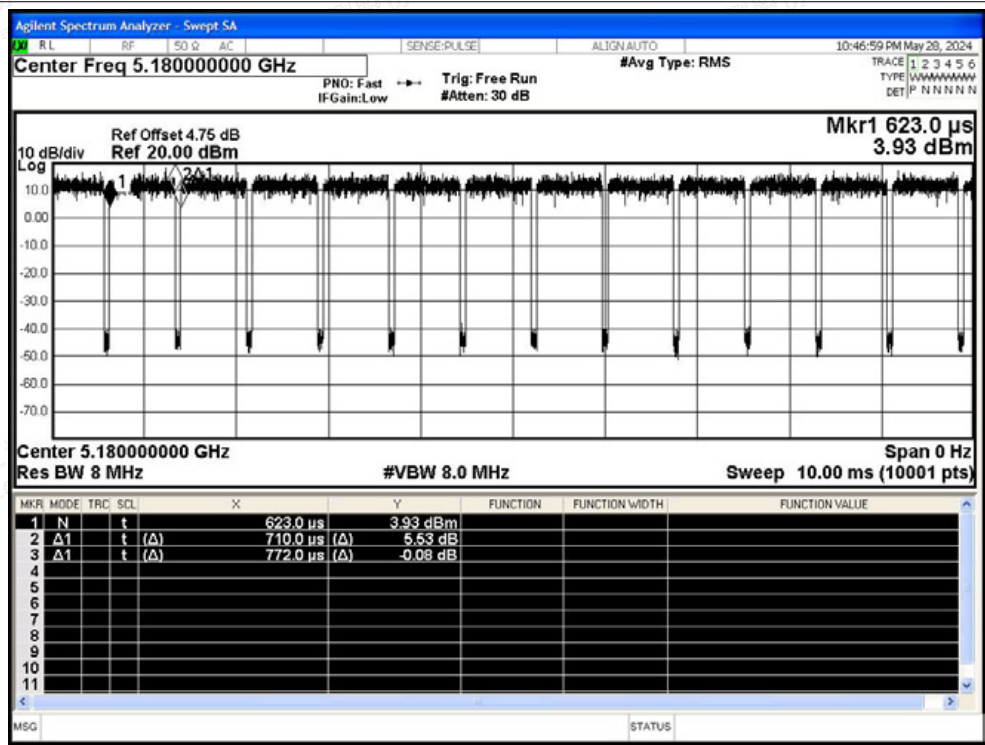 Agilent Spectrum Analyzer - Swept SA
RL RF 50 Ω AC SENSE:PULSE ALIGN AUTO 10:46:59 PM May 28, 2024
Center Freq 5.180000000 GHz #Avg Type: RMS TRACE 1 2 3 4 5 6
PNO: Fast Trig: Free Run TYPE WWWWWW
IFGain:Low #Atten: 30 dB DET P N N N N N
Mkr1 623.0 µs
Ref Offset 4.75 dB
10 dB/div Ref 20.00 dBm 3.93 dBm
Log
10.0
1 2Δ1
0.00
-10.0
-20.0
-30.0
-40.0
-50.0
-60.0
-70.0
Center 5.180000000 GHz Span 0 Hz
Res BW 8 MHz #VBW 8.0 MHz Sweep 10.00 ms (10001 pts)
MKR MODE TRC SCL X Y FUNCTION FUNCTION WIDTH FUNCTION VALUE
1 N t 623.0 µs 3.93 dBm
2 Δ1 t (Δ) 710.0 µs (Δ) 5.53 dB
3 Δ1 t (Δ) 772.0 µs (Δ) -0.08 dB
4
5
6
7
8
9
10
11
MSG STATUS